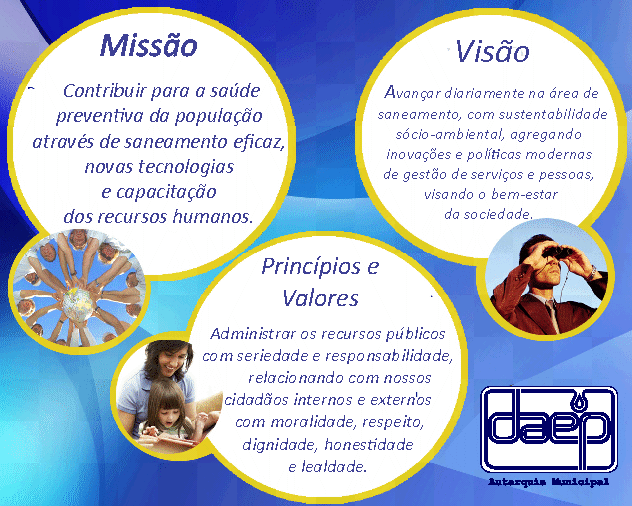 Missão
Contribuir para a saúde
preventiva da população
através de saneamento eficaz,
novas tecnologias
e capacitação
dos recursos humanos.
Visão
Avançar diariamente na área de
saneamento, com sustentabilidade
sócio-ambiental, agregando
inovações e políticas modernas
de gestão de serviços e pessoas,
visando o bem-estar
da sociedade.
Princípios e
Valores
Administrar os recursos públicos
com seriedade e responsabilidade,
relacionando com nossos
cidadãos internos e extern'os
com moralidade, respeito,
dignidade, honestidade
e lealdade.
daep
Autarquia Municipal